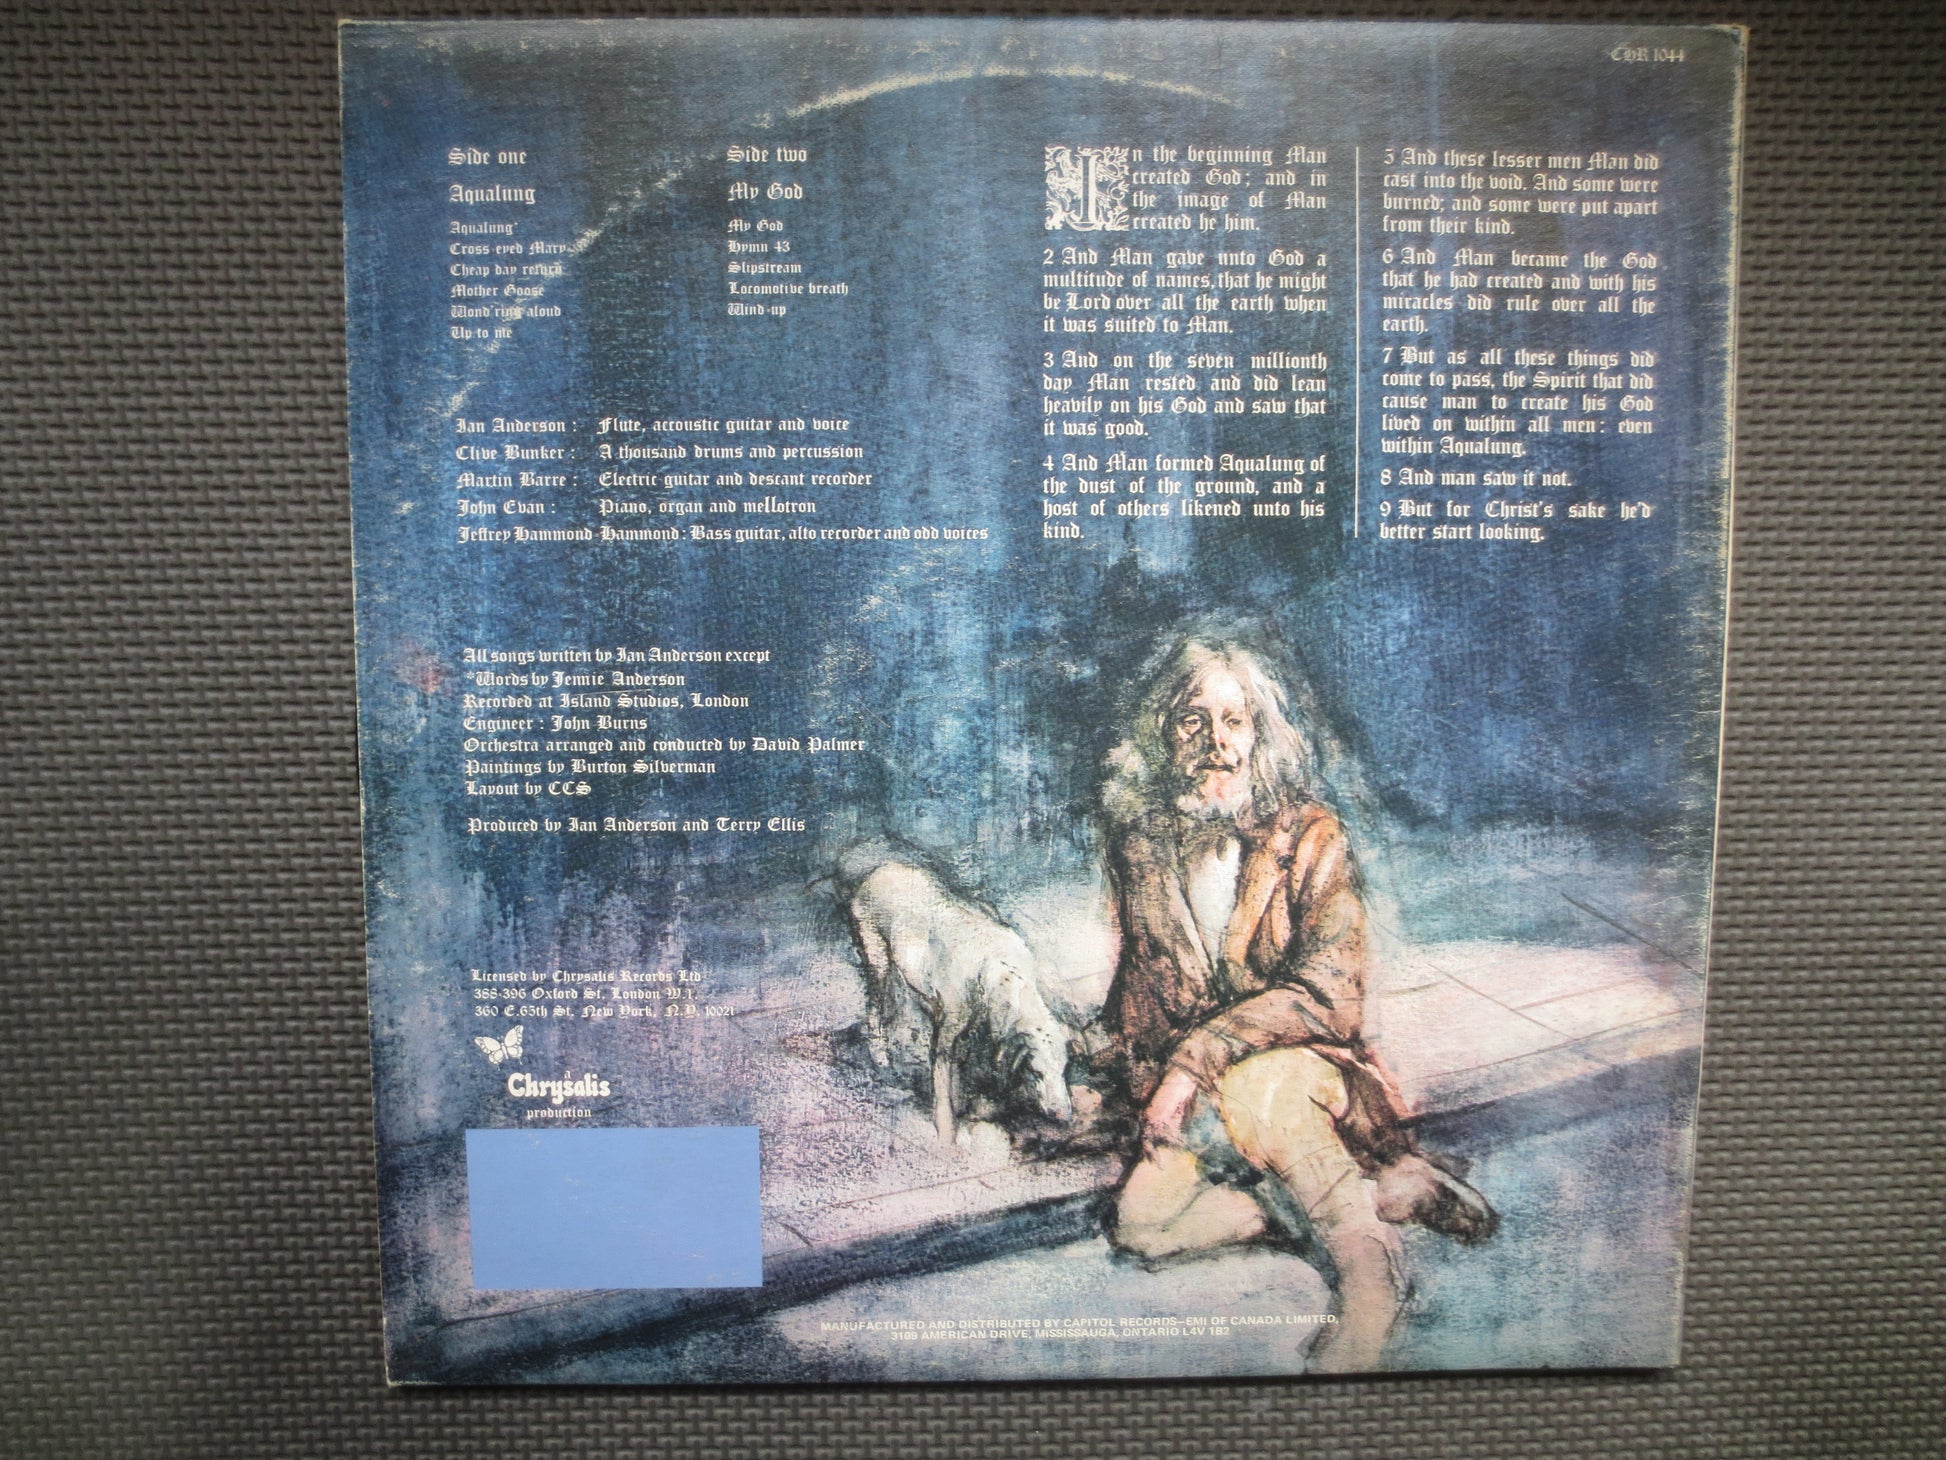 CHR 1044
Side one
Aqualung
Aqualung*
Cross-eyed Mary
Cheap day return
Mother Goose
Wond'ring aloud
Up to me
Side two
My God
My God
Hymn 43
Slipstream
Locomotive breath
Wind-up
Ian Anderson : Flute, accoustic guitar and voice
Clive Bunker : A thousand drums and percussion
Martin Barre : Electric guitar and descant recorder
John Evan : Piano, organ and mellotron
Jeffrey Hammond-Hammond : Bass guitar, alto recorder and odd voices
All songs written by Ian Anderson except
*Words by Jennie Anderson
Recorded at Island Studios, London
Engineer : John Burns
Orchestra arranged and conducted by David Palmer
Paintings by Burton Silverman
Layout by CCS
Produced by Ian Anderson and Terry Ellis
Licensed by Chrysalis Records Ltd
388-396 Oxford St. London W.1.
360 E.65th St. New York, N.Y. 10021
a
Chrysalis
production
In the beginning Man
created God; and in
the image of Man
created he him.
2 And Man gave unto God a
multitude of names, that he might
be Lord over all the earth when
it was suited to Man.
3 And on the seven millionth
day Man rested and did lean
heavily on his God and saw that
it was good.
4 And Man formed Aqualung of
the dust of the ground, and a
host of others likened unto his
kind.
5 And these lesser men Man did
cast into the void. And some were
burned; and some were put apart
from their kind.
6 And Man became the God
that he had created and with his
miracles did rule over all the
earth.
7 But as all these things did
come to pass, the Spirit that did
cause man to create his God
lived on within all men: even
within Aqualung.
8 And man saw it not.
9 But for Christ's sake he'd
better start looking.
MANUFACTURED AND DISTRIBUTED BY CAPITOL RECORDS—EMI OF CANADA LIMITED,
3109 AMERICAN DRIVE, MISSISSAUGA, ONTARIO L4V 1B2